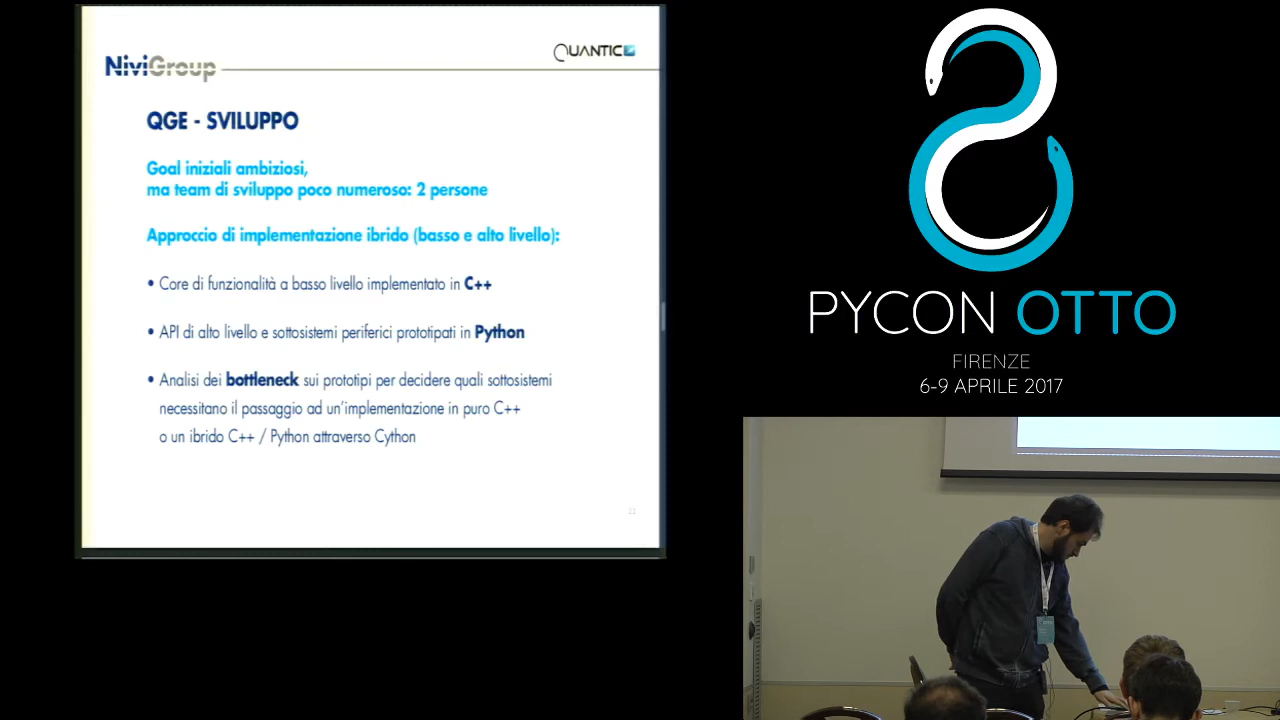 NiviGroup
QUANTIC
QGE - SVILUPPO
Goal iniziali ambiziosi,
ma team di sviluppo poco numeroso: 2 persone
Approccio di implementazione ibrido (basso e alto livello):
• Core di funzionalità a basso livello implementato in C++
• API di alto livello e sottosistemi periferici prototipati in Python
• Analisi dei bottleneck sui prototipi per decidere quali sottosistemi
necessitano il passaggio ad un'implementazione in puro C++
o un ibrido C++ / Python attraverso Cython
PYCON OTTO
FIRENZE
6-9 APRILE 2017